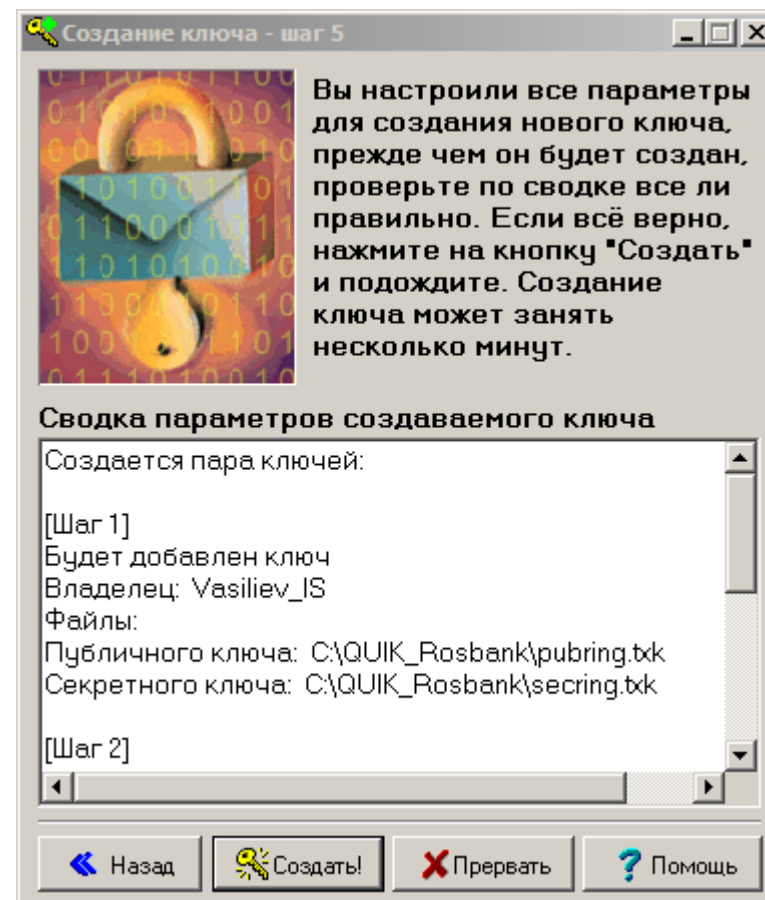 Создание ключа - шаг 5
Вы настроили все параметры
для создания нового ключа,
прежде чем он будет создан,
проверьте по сводке все ли
правильно. Если всё верно,
нажмите на кнопку "Создать"
и подождите. Создание
ключа может занять
несколько минут.
Сводка параметров создаваемого ключа
Создается пара ключей:
[Шаг 1]
Будет добавлен ключ
Владелец: Vasiliev_IS
Файлы:
Публичного ключа: C:\QUIK_Rosbank\pubring.txk
Секретного ключа: C:\QUIK_Rosbank\secring.txk
[Шаг 2]
Назад Создать! Прервать Помощь